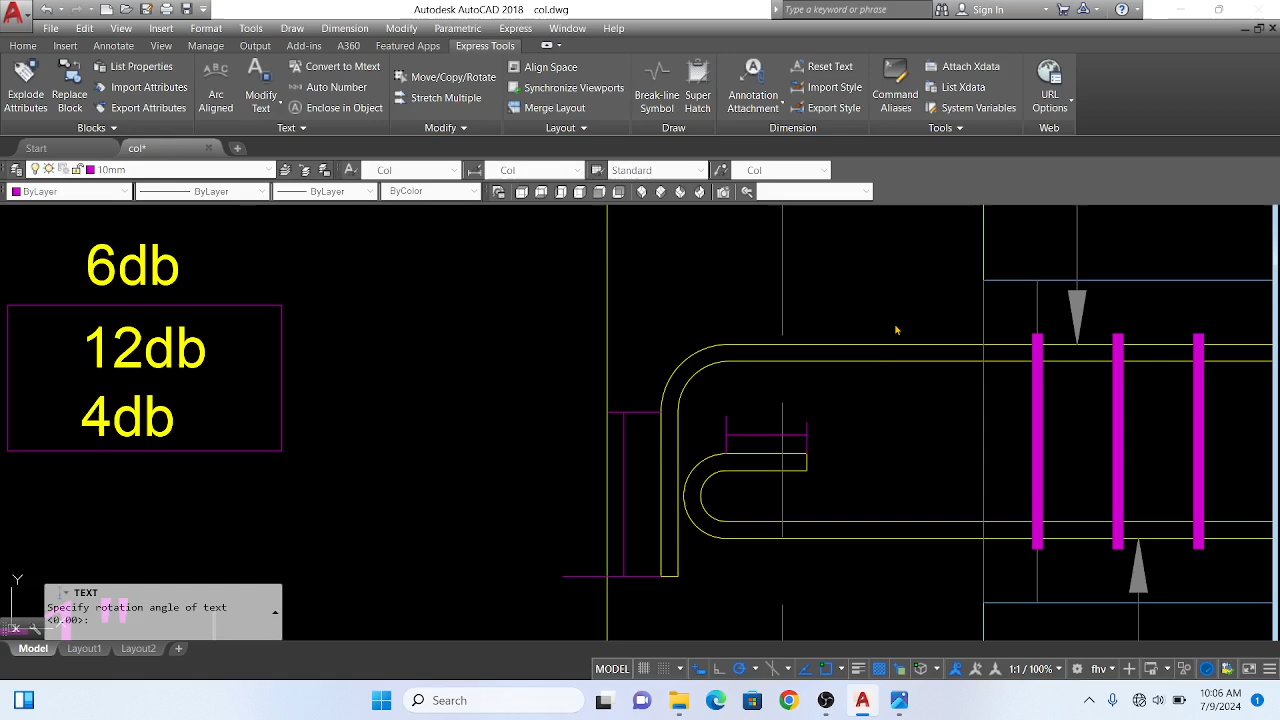 Autodesk AutoCAD 2018 col.dwg
Type a keyword or phrase
Sign In
File Edit View Insert Format Tools Draw Dimension Modify Parametric Express Window Help
Home Insert Annotate View Manage Output Add-ins A360 Featured Apps Express Tools
Explode Attributes
Replace Block
List Properties
Import Attributes
Export Attributes
Blocks
Arc Aligned
Modify Text
Convert to Mtext
Auto Number
Enclose in Object
Text
Move/Copy/Rotate
Stretch Multiple
Modify
Align Space
Synchronize Viewports
Merge Layout
Layout
Break-line Symbol
Super Hatch
Draw
Annotation Attachment
Reset Text
Import Style
Export Style
Dimension
Command Aliases
Attach Xdata
List Xdata
System Variables
Tools
URL Options
Web
Start col*
10mm Col Col Standard Col
ByLayer ByLayer ByLayer ByColor
6db
12db
4db
Y
X
TEXT
Specify rotation angle of text
<0.00>:
Model Layout1 Layout2
MODEL 1:1/100% fhv
Search
10:06 AM
7/9/2024
1